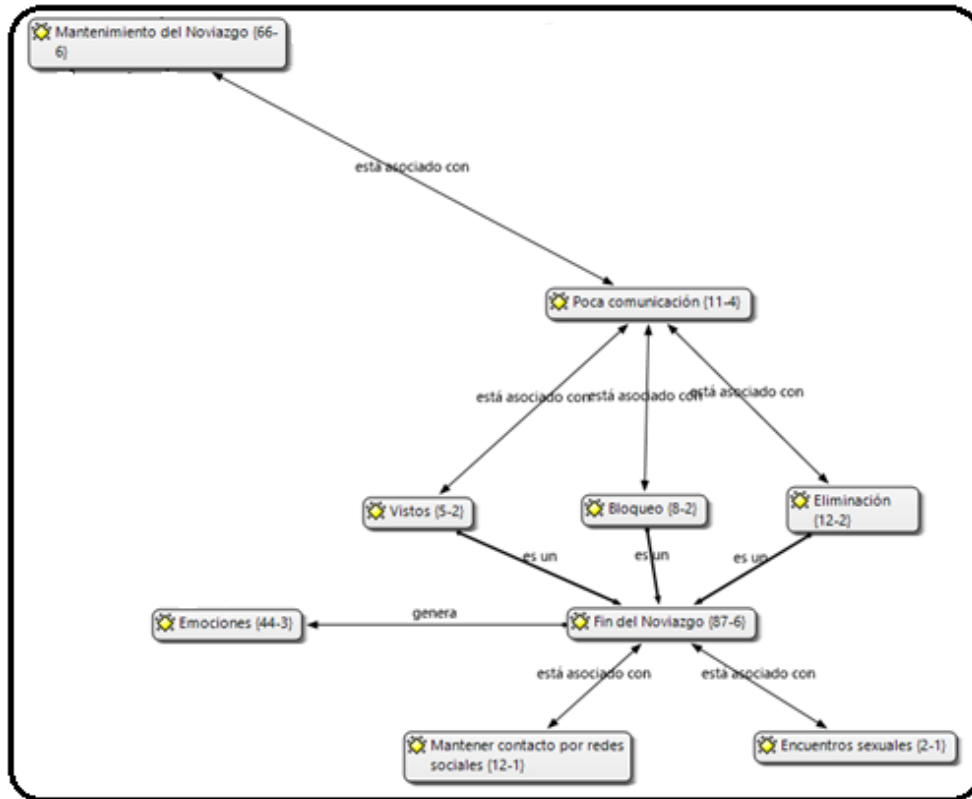 Mantenimiento del Noviazgo {66-
6}
está asociado con
Poca comunicación {11-4}
está asociado con
está asociado con
está asociado con
Vistos {5-2}
Bloqueo {8-2}
Eliminación
{12-2}
es un
es un
es un
Emociones {44-3}
genera
Fin del Noviazgo {87-6}
está asociado con
está asociado con
Mantener contacto por redes
sociales {12-1}
Encuentros sexuales {2-1}